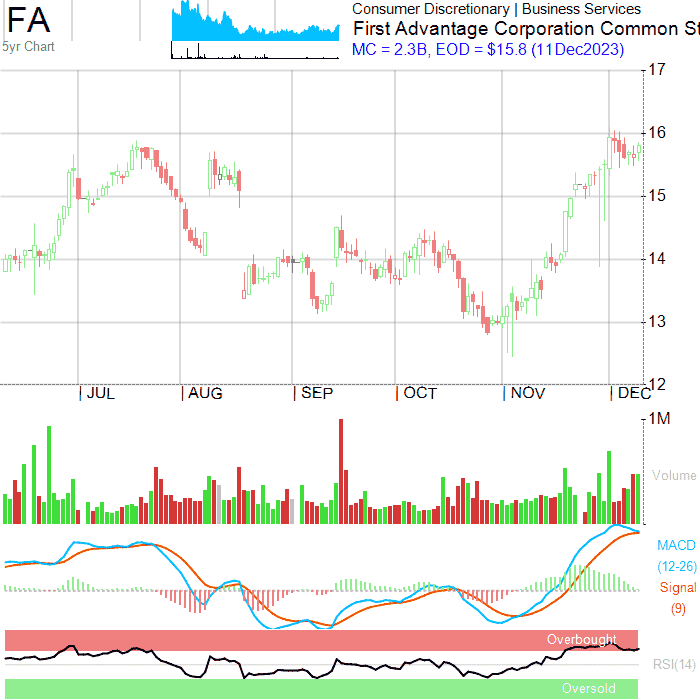 FA
5yr Chart
Consumer Discretionary | Business Services
First Advantage Corporation Common St
MC = 2.3B, EOD = $15.8 (11Dec2023)
17
16
15
14
13
12
| JUL | AUG | SEP | OCT | NOV | DEC
1M
Volume
MACD
(12-26)
Signal
(9)
Overbought
RSI(14)
Oversold